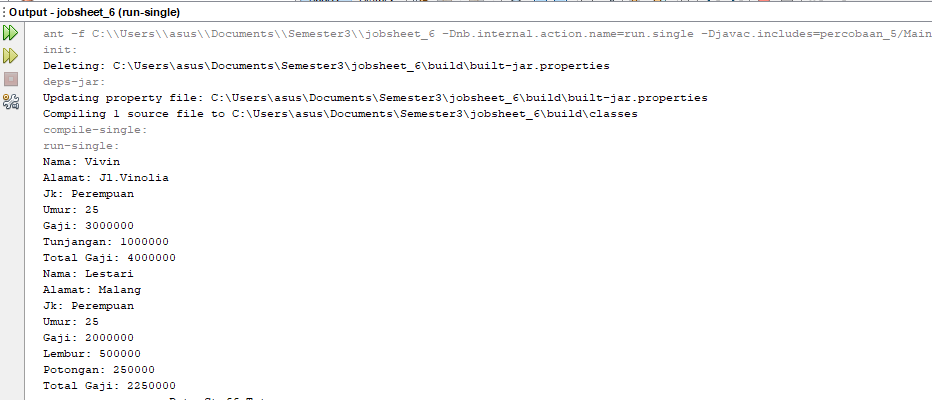 Output - jobsheet_6 (run-single)
ant -f C:\\Users\\asus\\Documents\\Semester3\\jobsheet_6 -Dnb.internal.action.name=run.single -Djavac.includes=percobaan_5/Main
init:
Deleting: C:\Users\asus\Documents\Semester3\jobsheet_6\build\built-jar.properties
deps-jar:
Updating property file: C:\Users\asus\Documents\Semester3\jobsheet_6\build\built-jar.properties
Compiling 1 source file to C:\Users\asus\Documents\Semester3\jobsheet_6\build\classes
compile-single:
run-single:
Nama: Vivin
Alamat: Jl.Vinolia
Jk: Perempuan
Umur: 25
Gaji: 3000000
Tunjangan: 1000000
Total Gaji: 4000000
Nama: Lestari
Alamat: Malang
Jk: Perempuan
Umur: 25
Gaji: 2000000
Lembur: 500000
Potongan: 250000
Total Gaji: 2250000